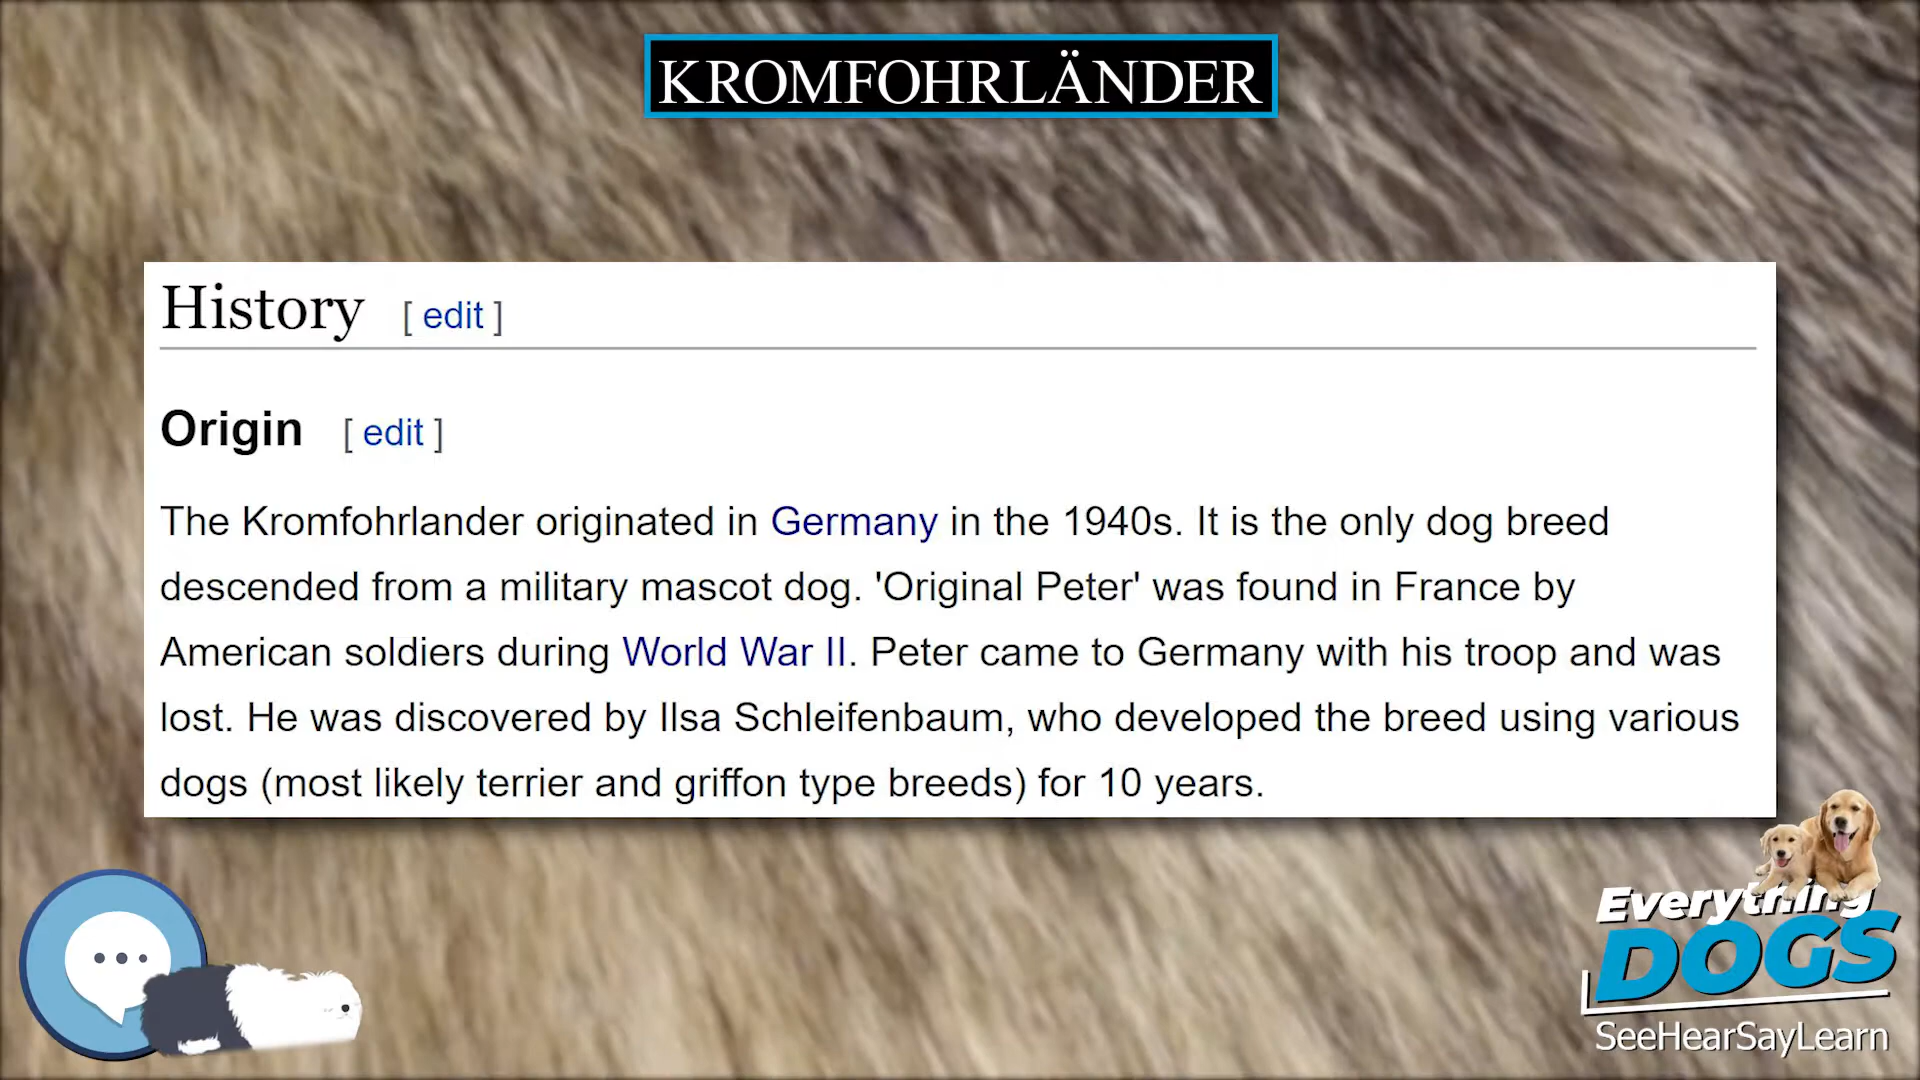 KROMFOHRLÄNDER
History [ edit ]
Origin [ edit ]
The Kromfohrlander originated in Germany in the 1940s. It is the only dog breed
descended from a military mascot dog. 'Original Peter' was found in France by
American soldiers during World War II. Peter came to Germany with his troop and was
lost. He was discovered by Ilsa Schleifenbaum, who developed the breed using various
dogs (most likely terrier and griffon type breeds) for 10 years.
Everything
DOGS
SeeHearSayLearn